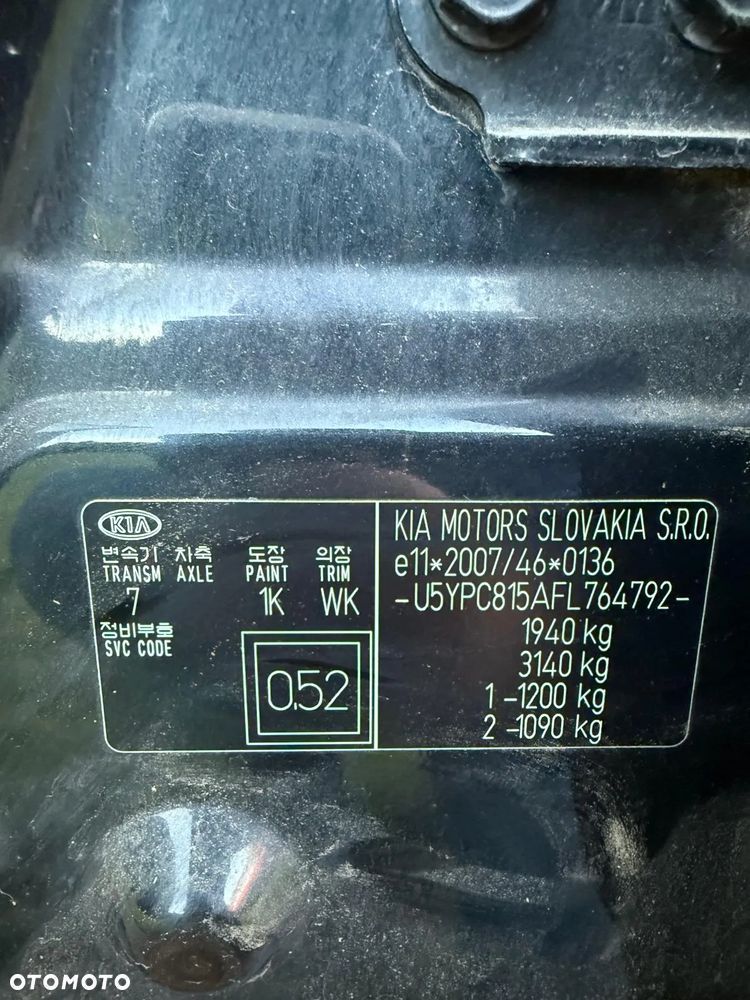 KIA
변속기 차축 도장 의장
TRANSM AXLE PAINT TRIM
7 1K WK
정비부호
SVC CODE
0.52
KIA MOTORS SLOVAKIA S.R.O.
e11*2007/46*0136
-U5YPC815AFL764792-
1940 kg
3140 kg
1 -1200 kg
2 -1090 kg
OTOMOTO